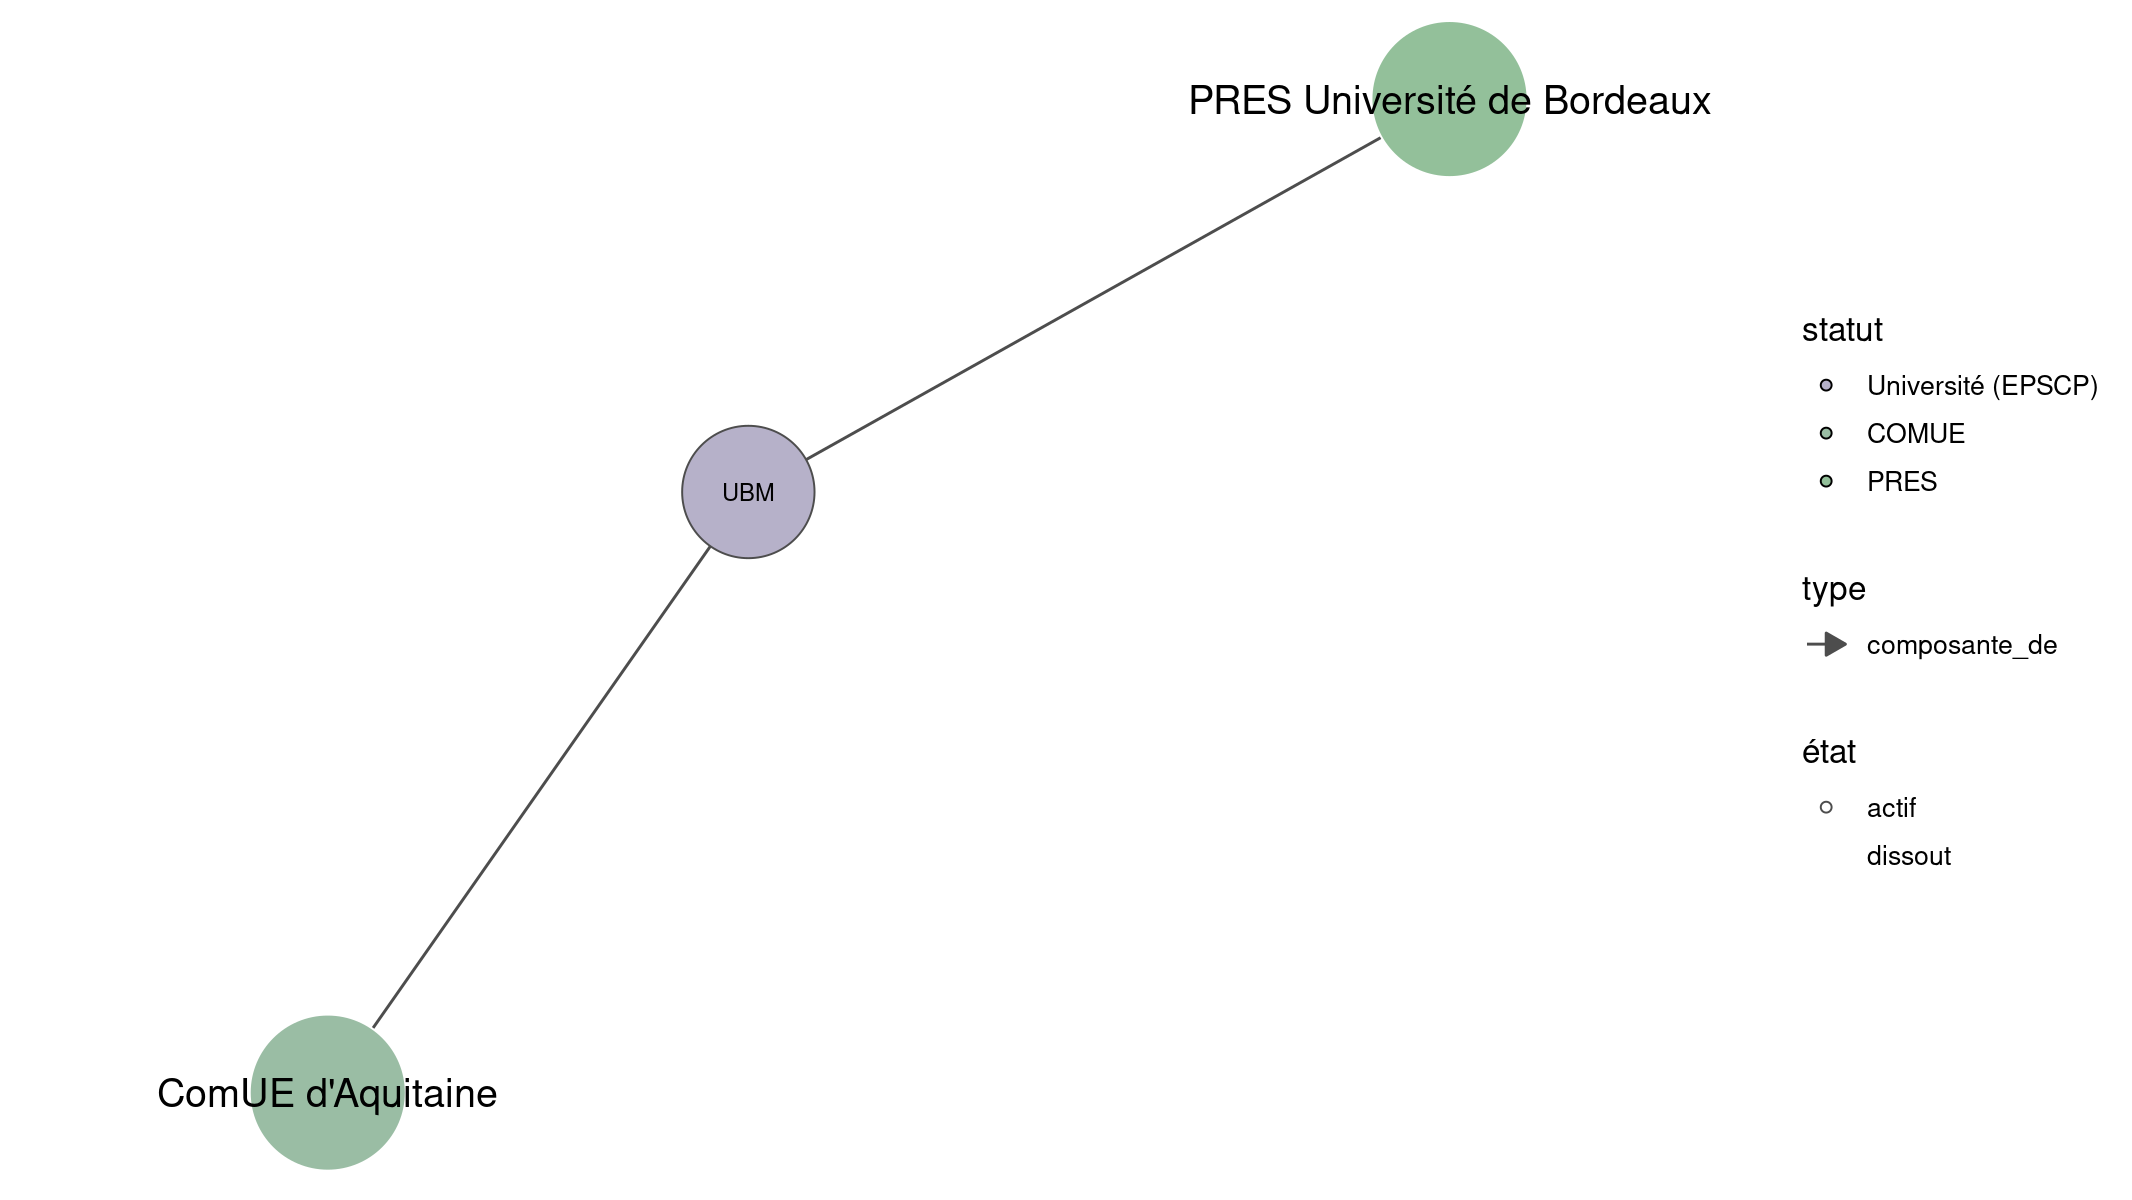 PRES Université de Bordeaux
UBM
ComUE d'Aquitaine
statut
Université (EPSCP)
COMUE
PRES
type
composante_de
état
actif
dissout